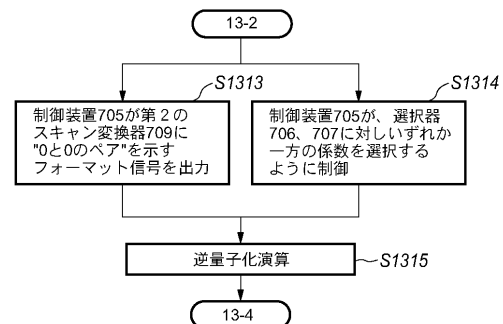 13-2
S1313
制御装置705が第２の
スキャン変換器709に
"0と0のペア"を示す
フォーマット信号を出力
S1314
制御装置705が、選択器
706、707に対しいずれか
一方の係数を選択する
ように制御
逆量子化演算
S1315
13-4